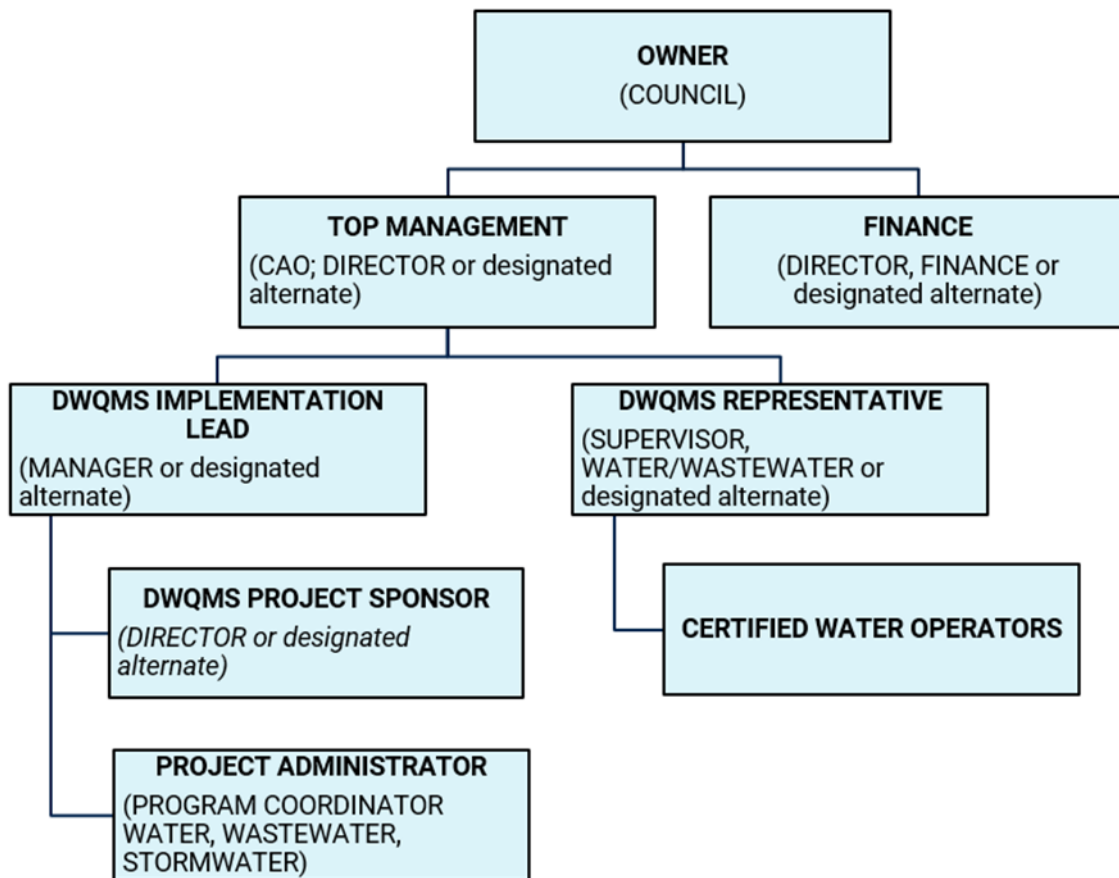 OWNER
(COUNCIL)
TOP MANAGEMENT
(CAO; DIRECTOR or designated
alternate)
FINANCE
(DIRECTOR, FINANCE or
designated alternate)
DWQMS IMPLEMENTATION
LEAD
(MANAGER or designated
alternate)
DWQMS REPRESENTATIVE
(SUPERVISOR,
WATER/WASTEWATER or
designated alternate)
DWQMS PROJECT SPONSOR
(DIRECTOR or designated
alternate)
CERTIFIED WATER OPERATORS
PROJECT ADMINISTRATOR
(PROGRAM COORDINATOR
WATER, WASTEWATER,
STORMWATER)